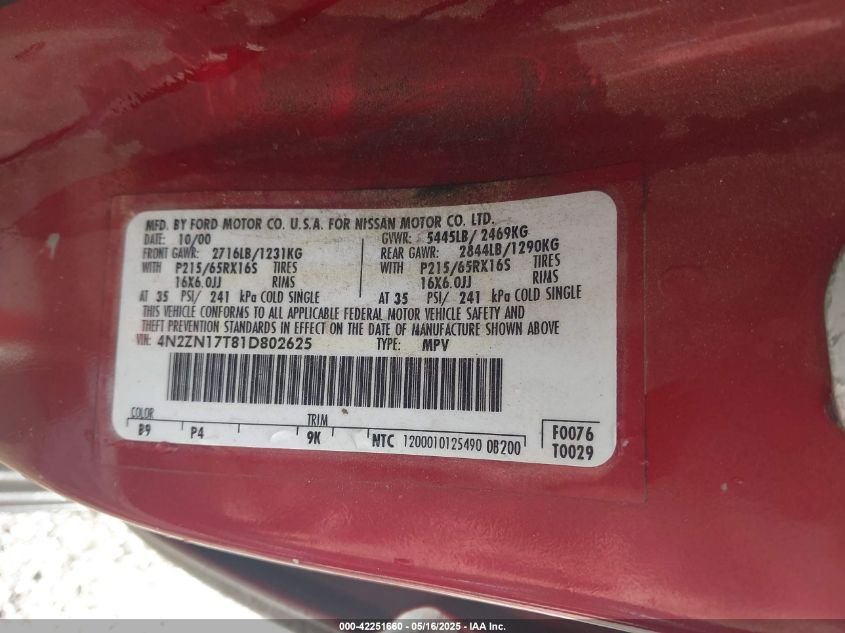 MFD. BY FORD MOTOR CO. U.S.A. FOR NISSAN MOTOR CO. LTD.
DATE: 10/00 GVWR: 5445LB/ 2469KG
FRONT GAWR: 2716LB/1231KG REAR GAWR: 2844LB/1290KG
WITH P215/65RX16S TIRES WITH P215/65RX16S TIRES
16X6.0JJ RIMS 16X6.0JJ RIMS
AT 35 PSI/ 241 kPa COLD SINGLE AT 35 PSI/ 241 kPa COLD SINGLE
THIS VEHICLE CONFORMS TO ALL APPLICABLE FEDERAL MOTOR VEHICLE SAFETY AND
THEFT PREVENTION STANDARDS IN EFFECT ON THE DATE OF MANUFACTURE SHOWN ABOVE
VIN: 4N2ZN17T81D802625 TYPE: MPV
COLOR TRIM
B9 P4 9K NTC 1200010125490 0B200 F0076
T0029
000-42251660 - 05/16/2025 - IAA Inc.